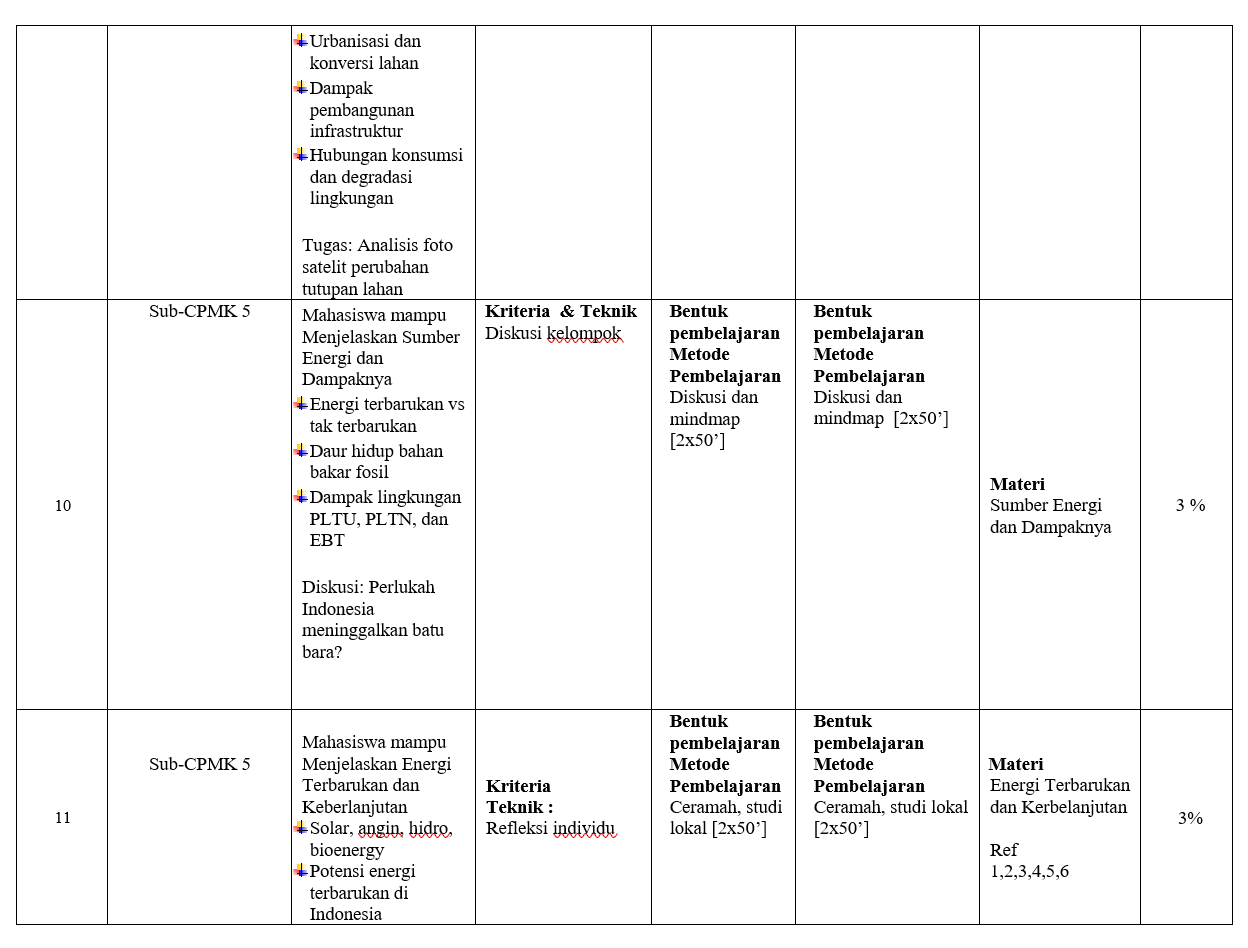 Urbanisasi dan
konversi lahan
Dampak
pembangunan
infrastruktur
Hubungan konsumsi
dan degradasi
lingkungan
Tugas: Analisis foto
satelit perubahan
tutupan lahan
10
Sub-CPMK 5
Mahasiswa mampu
Menjelaskan Sumber
Energi dan
Dampaknya
Energi terbarukan vs
tak terbarukan
Daur hidup bahan
bakar fosil
Dampak lingkungan
PLTU, PLTN, dan
EBT
Diskusi: Perlukah
Indonesia
meninggalkan batu
bara?
Kriteria & Teknik
Diskusi kelompok
Bentuk
pembelajaran
Metode
Pembelajaran
Diskusi dan
mindmap
[2x50’]
Bentuk
pembelajaran
Metode
Pembelajaran
Diskusi dan
mindmap [2x50’]
Materi
Sumber Energi
dan Dampaknya
3 %
11
Sub-CPMK 5
Mahasiswa mampu
Menjelaskan Energi
Terbarukan dan
Keberlanjutan
Solar, angin, hidro,
bioenergy
Potensi energi
terbarukan di
Indonesia
Kriteria
Teknik :
Refleksi individu
Bentuk
pembelajaran
Metode
Pembelajaran
Ceramah, studi
lokal [2x50’]
Bentuk
pembelajaran
Metode
Pembelajaran
Ceramah, studi lokal
[2x50’]
Materi
Energi Terbarukan
dan Kerbelanjutan
Ref
1,2,3,4,5,6
3%